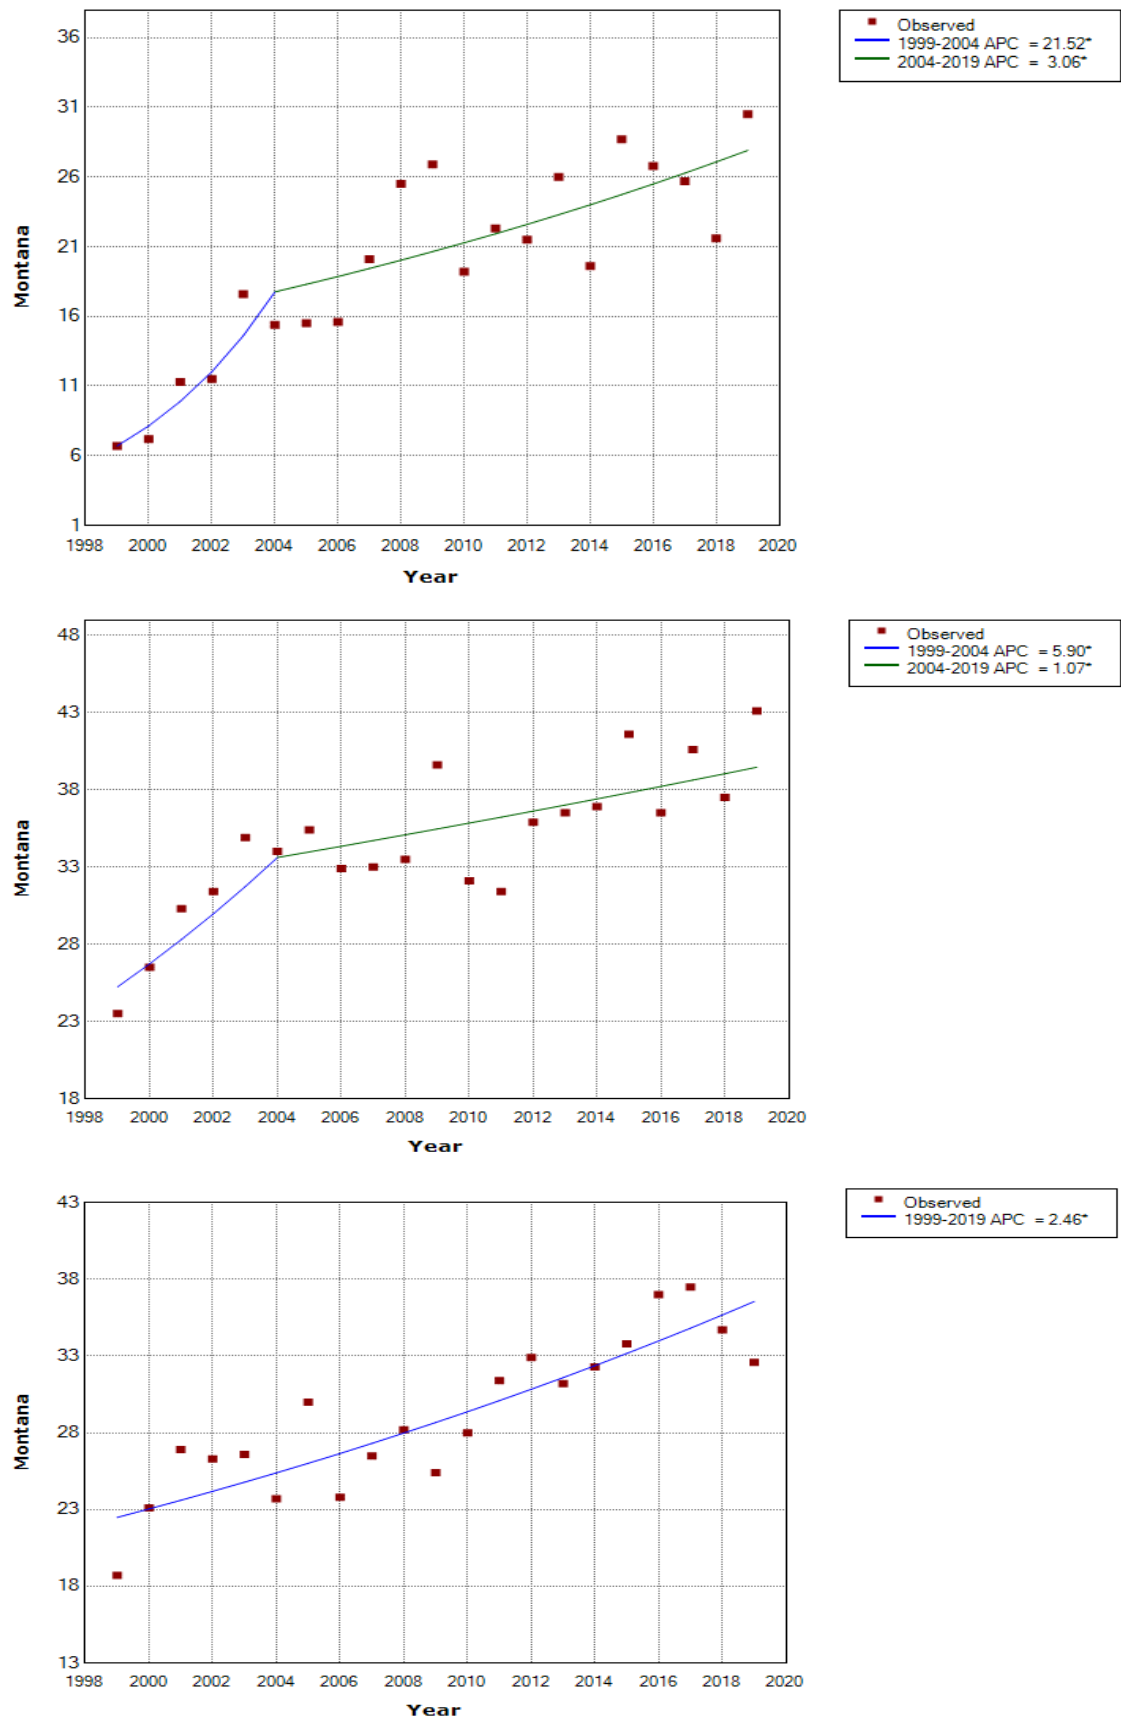 Observed
1999-2004 APC = 21.52*
2004-2019 APC = 3.06*
36
31
26
21
16
11
6
1
Montana
1998 2000 2002 2004 2006 2008 2010 2012 2014 2016 2018 2020
Year
Observed
1999-2004 APC = 5.90*
2004-2019 APC = 1.07*
48
43
38
33
28
23
18
Montana
1998 2000 2002 2004 2006 2008 2010 2012 2014 2016 2018 2020
Year
Observed
1999-2019 APC = 2.46*
43
38
33
28
23
18
13
Montana
1998 2000 2002 2004 2006 2008 2010 2012 2014 2016 2018 2020
Year